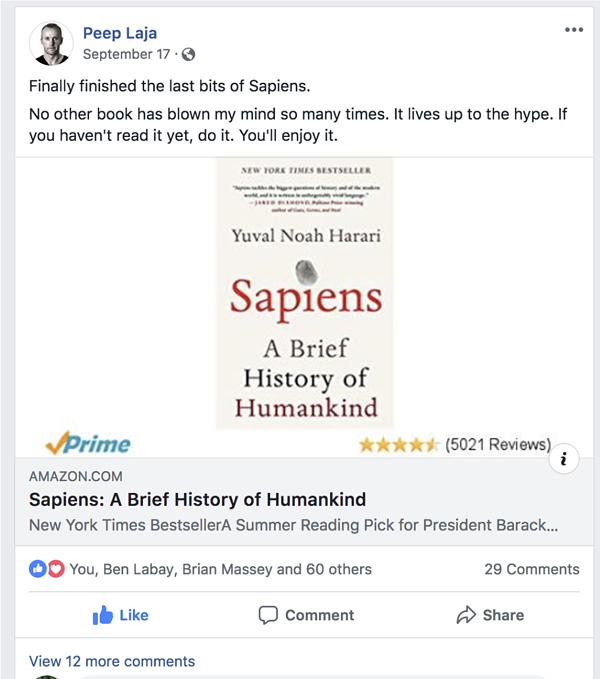 Peep Laja
September 17 ·
Finally finished the last bits of Sapiens.
No other book has blown my mind so many times. It lives up to the hype. If
you haven't read it yet, do it. You'll enjoy it.
NEW YORK TIMES BESTSELLER
"Sapiens tackles the biggest questions of history and of the modern
world, and it is written in unforgettably vivid language."
—JARED DIAMOND, Pulitzer Prize-winning
author of Guns, Germs, and Steel
Yuval Noah Harari
Sapiens
A Brief
History of
Humankind
Prime
(5021 Reviews)
i
AMAZON.COM
Sapiens: A Brief History of Humankind
New York Times BestsellerA Summer Reading Pick for President Barack...
You, Ben Labay, Brian Massey and 60 others
29 Comments
Like
Comment
Share
View 12 more comments